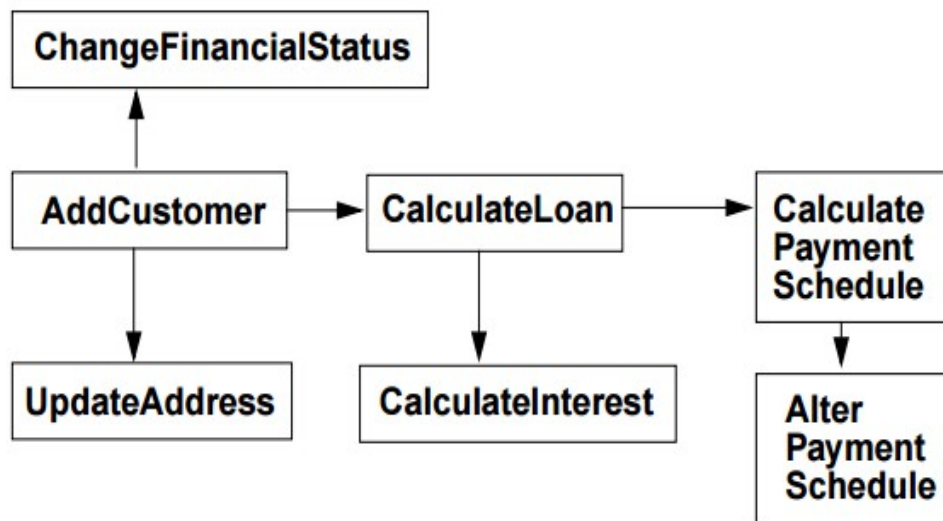 ChangeFinancialStatus
AddCustomer
CalculateLoan
Calculate
Payment
Schedule
UpdateAddress
CalculateInterest
Alter
Payment
Schedule